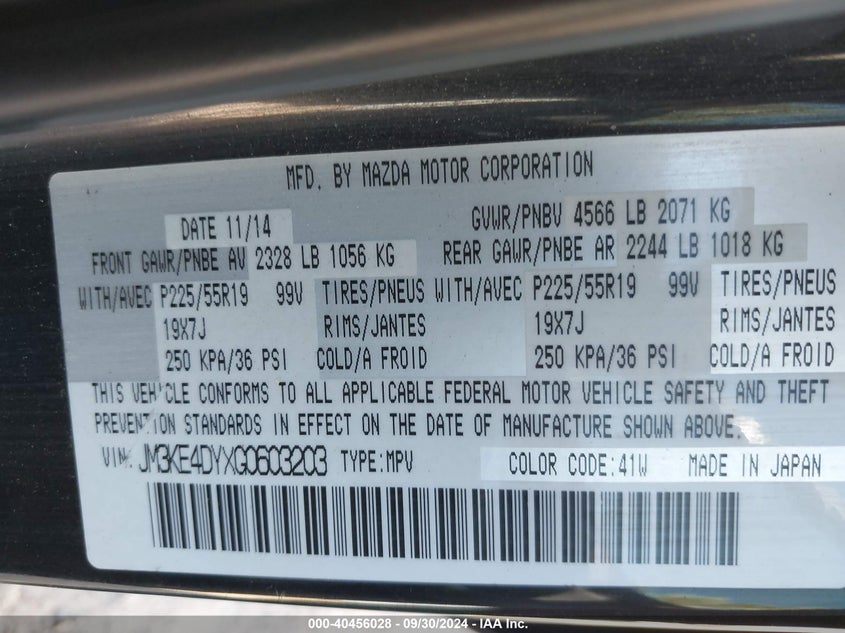 MFD. BY MAZDA MOTOR CORPORATION
DATE 11/14 GVWR/PNBV 4566 LB 2071 KG
FRONT GAWR/PNBE AV 2328 LB 1056 KG REAR GAWR/PNBE AR 2244 LB 1018 KG
WITH/AVEC P225/55R19 99V TIRES/PNEUS WITH/AVEC P225/55R19 99V TIRES/PNEUS
19X7J RIMS/JANTES 19X7J RIMS/JANTES
250 KPA/36 PSI COLD/A FROID 250 KPA/36 PSI COLD/A FROID
THIS VEHICLE CONFORMS TO ALL APPLICABLE FEDERAL MOTOR VEHICLE SAFETY AND THEFT
PREVENTION STANDARDS IN EFFECT ON THE DATE OF MANUFACTURE SHOWN ABOVE.
VIN: JM3KE4DYXG0603203 TYPE:MPV COLOR CODE:41W MADE IN JAPAN
000-40456028 - 09/30/2024 - © IAA Inc.